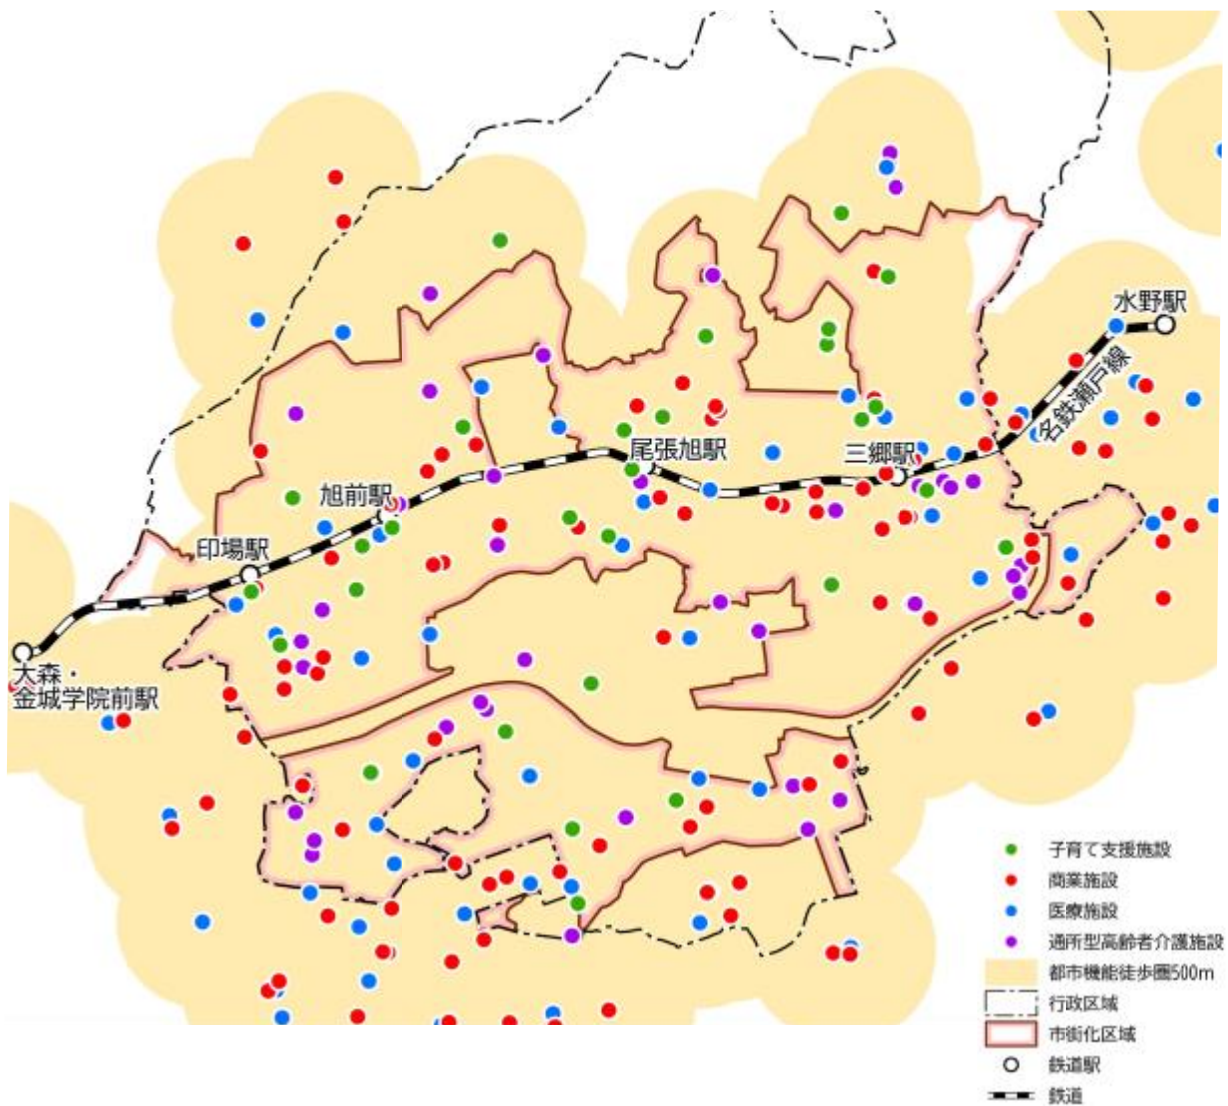 水野駅
名鉄瀬戸線
尾張旭駅
三郷駅
旭前駅
印場駅
大森・
金城学院前駅
子育て支援施設
商業施設
医療施設
通所型高齢者介護施設
都市機能徒歩圏500m
行政区域
市街化区域
鉄道駅
鉄道